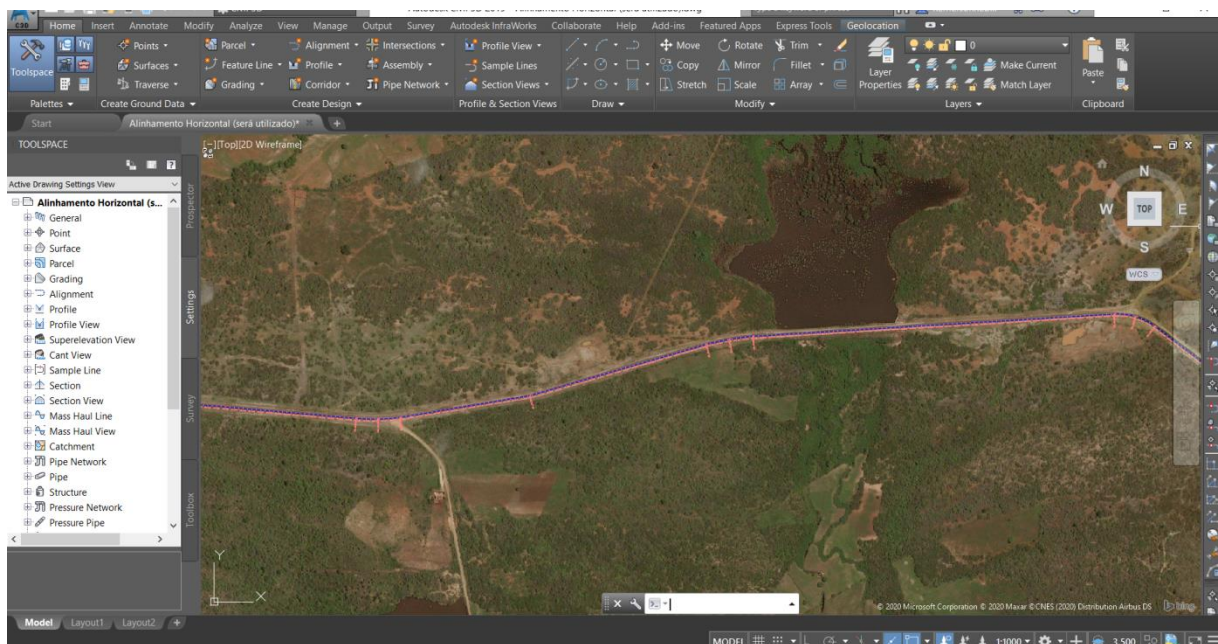 C3D
Home Insert Annotate Modify Analyze View Manage Output Survey Autodesk InfraWorks Collaborate Help Add-ins Featured Apps Express Tools Geolocation
Toolspace
Points
Surfaces
Traverse
Parcel
Feature Line
Grading
Alignment
Profile
Corridor
Intersections
Assembly
Pipe Network
Profile View
Sample Lines
Section Views
Move
Copy
Stretch
Rotate
Mirror
Scale
Trim
Fillet
Array
Layer
Properties
0
Make Current
Match Layer
Paste
Palettes Create Ground Data Create Design Profile & Section Views Draw Modify Layers Clipboard
Start Alinhamento Horizontal (será utilizado)* +
TOOLSPACE
Active Drawing Settings View
Alinhamento Horizontal (s...
General
Point
Surface
Parcel
Grading
Alignment
Profile
Profile View
Superelevation View
Cant View
Sample Line
Section
Section View
Mass Haul Line
Mass Haul View
Catchment
Pipe Network
Pipe
Structure
Pressure Network
Pressure Pipe
Prospector
Settings
Survey
Toolbox
[−][Top][2D Wireframe]
N
W TOP E
S
WCS
Y
X
© 2020 Microsoft Corporation © 2020 Maxar ©CNES (2020) Distribution Airbus DS bing
Model Layout1 Layout2 +
MODEL 1:1000 3.500